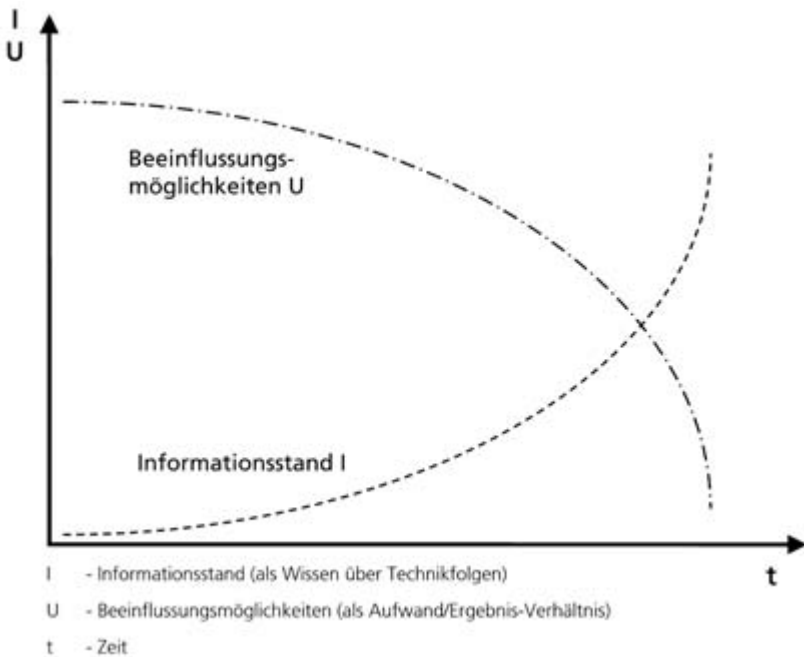 I
U
Beeinflussungs-
möglichkeiten U
Informationsstand I
t
I - Informationsstand (als Wissen über Technikfolgen)
U - Beeinflussungsmöglichkeiten (als Aufwand/Ergebnis-Verhältnis)
t - Zeit